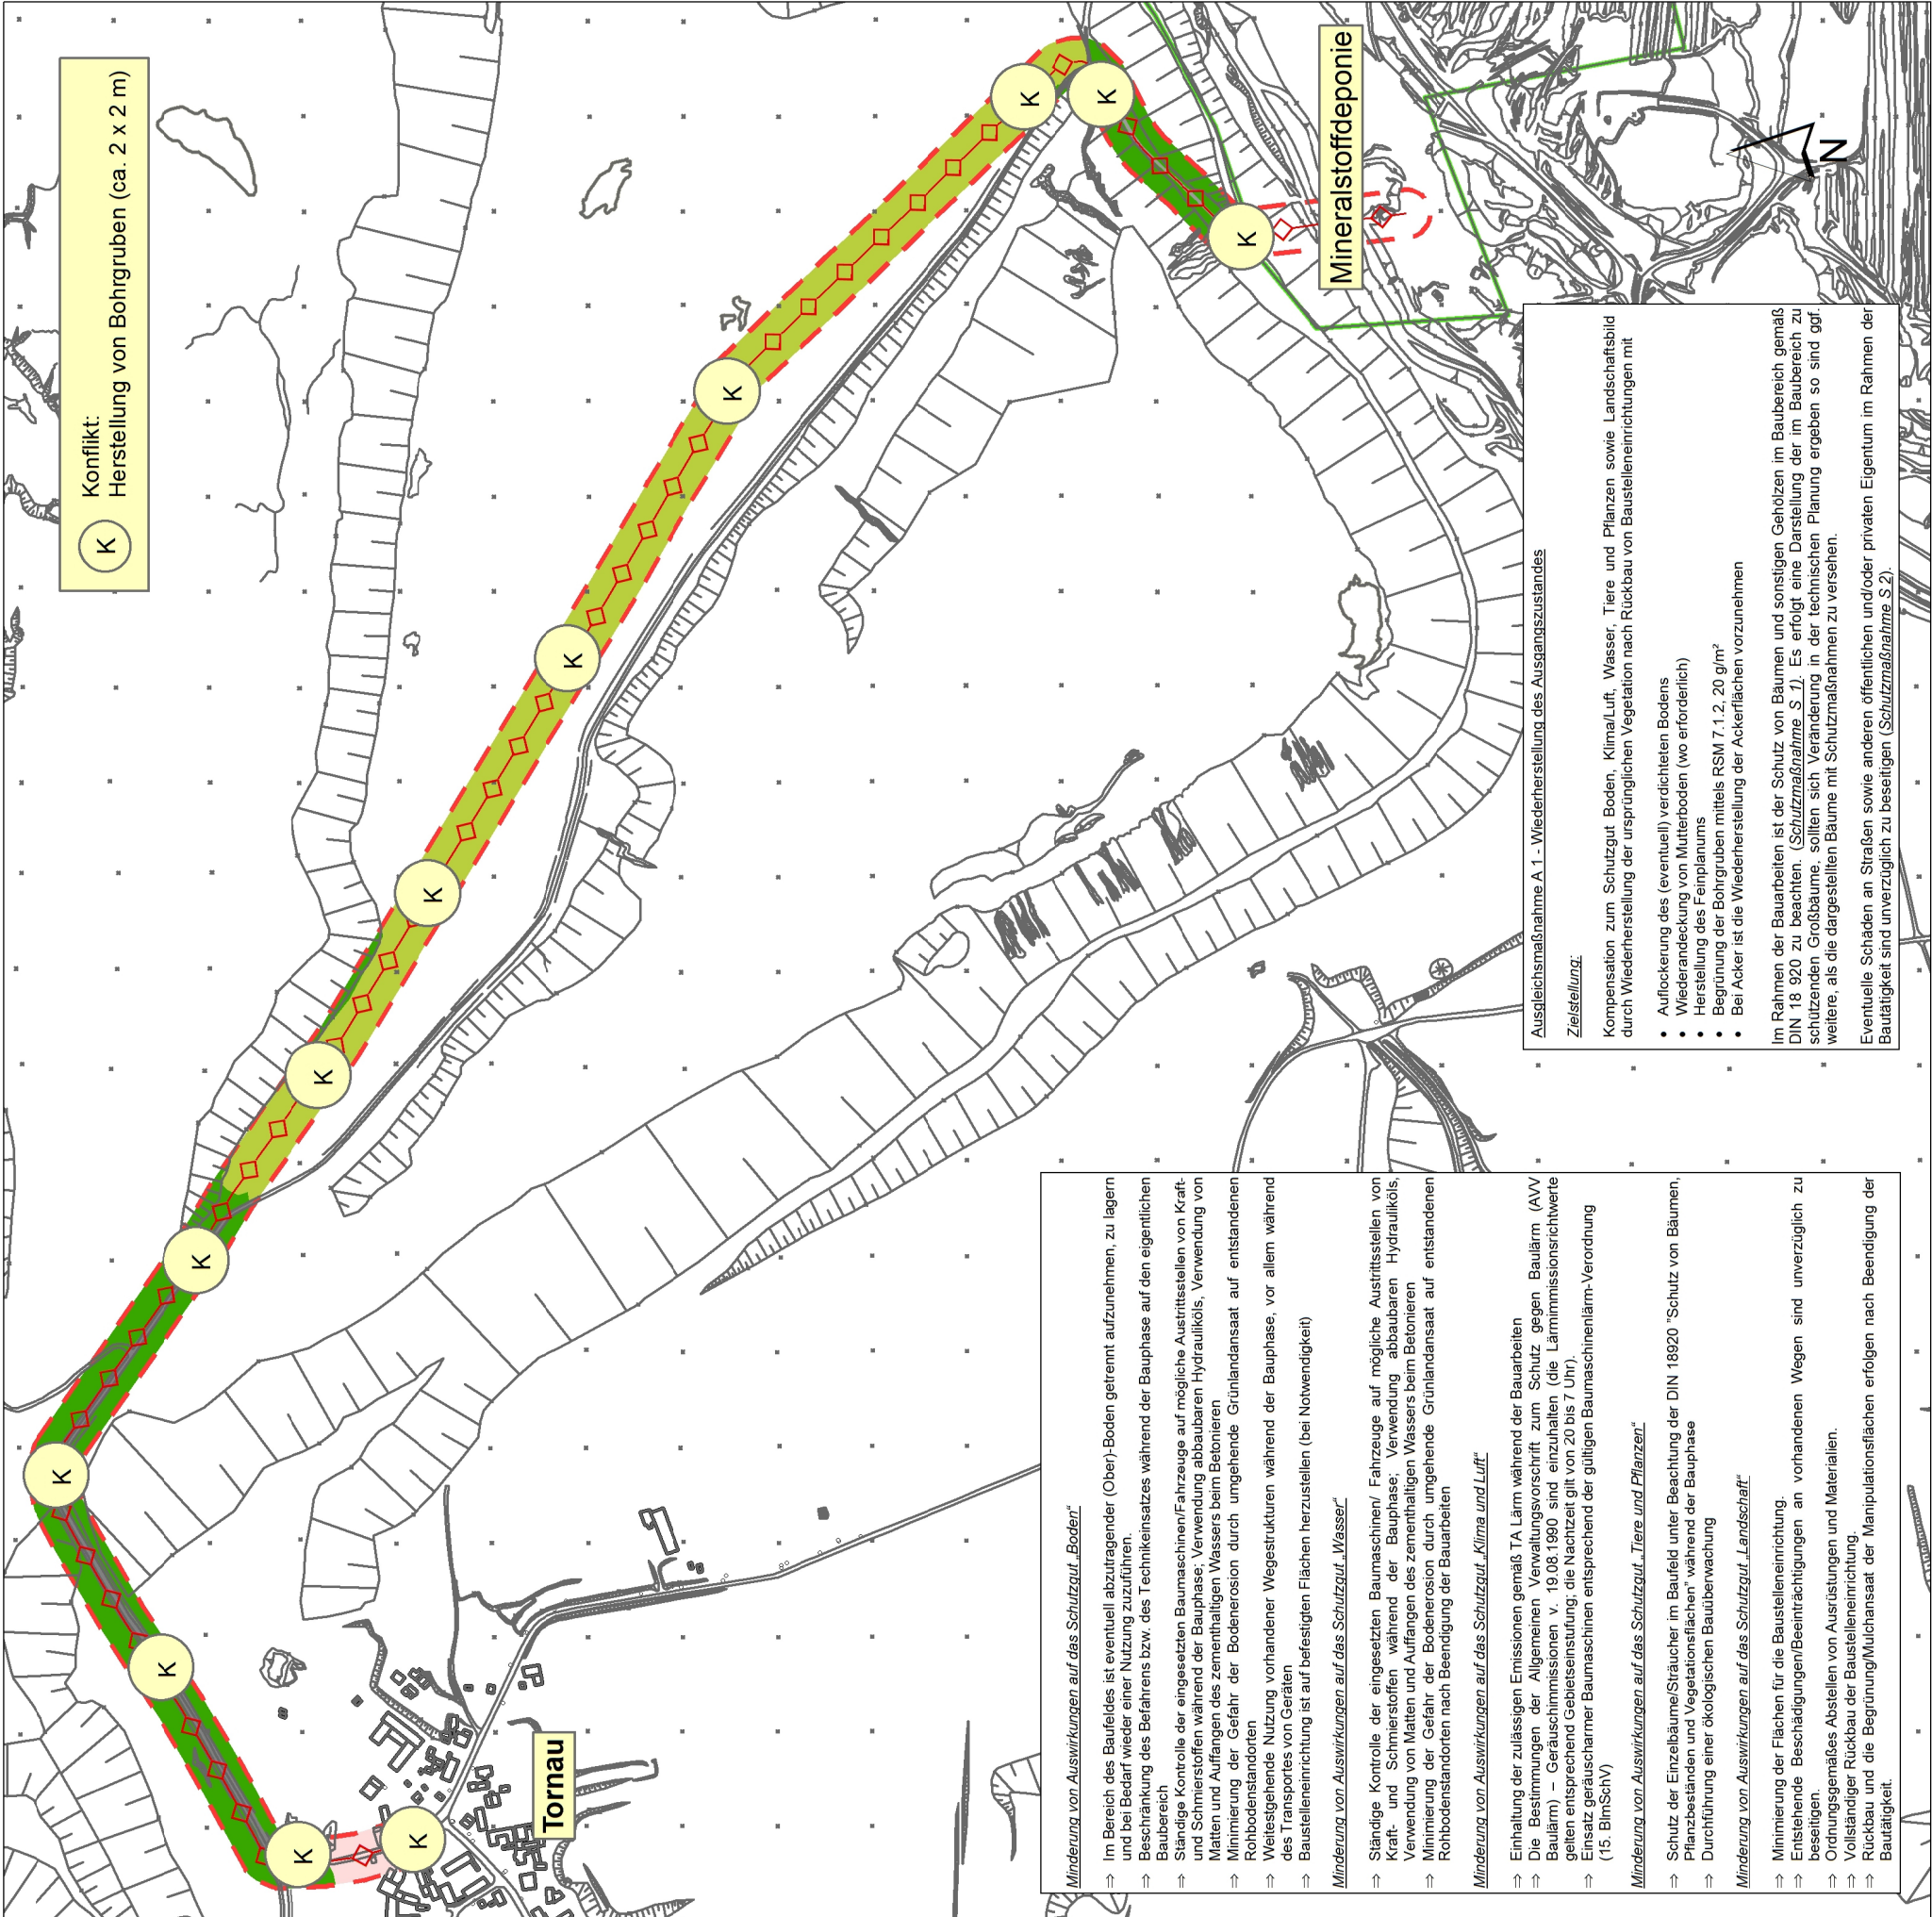 K
Konflikt:
Herstellung von Bohrgruben (ca. 2 x 2 m)
K
K
K
K
K
K
K
K
K
K
K
K
Tornau
Mineralstoffdeponie
N
Minderung von Auswirkungen auf das Schutzgut „Boden“
⇒ Im Bereich des Baufeldes ist eventuell abzutragender (Ober)-Boden getrennt aufzunehmen, zu lagern
und bei Bedarf wieder einer Nutzung zuzuführen.
⇒ Beschränkung des Befahrens bzw. des Technikeinsatzes während der Bauphase auf den eigentlichen
Baubereich
⇒ Ständige Kontrolle der eingesetzten Baumaschinen/Fahrzeuge auf mögliche Austrittsstellen von Kraft-
und Schmierstoffen während der Bauphase; Verwendung abbaubaren Hydrauliköls, Verwendung von
Matten und Auffangen des zementhaltigen Wassers beim Betonieren
⇒ Minimierung der Gefahr der Bodenerosion durch umgehende Grünlandansaat auf entstandenen
Rohbodenstandorten
⇒ Weitestgehende Nutzung vorhandener Wegestrukturen während der Bauphase, vor allem während
des Transportes von Geräten
⇒ Baustelleneinrichtung ist auf befestigten Flächen herzustellen (bei Notwendigkeit)
Minderung von Auswirkungen auf das Schutzgut „Wasser“
⇒ Ständige Kontrolle der eingesetzten Baumaschinen/ Fahrzeuge auf mögliche Austrittsstellen von
Kraft- und Schmierstoffen während der Bauphase; Verwendung abbaubaren Hydrauliköls,
Verwendung von Matten und Auffangen des zementhaltigen Wassers beim Betonieren
⇒ Minimierung der Gefahr der Bodenerosion durch umgehende Grünlandansaat auf entstandenen
Rohbodenstandorten nach Beendigung der Bauarbeiten
Minderung von Auswirkungen auf das Schutzgut „Klima und Luft“
⇒ Einhaltung der zulässigen Emissionen gemäß TA Lärm während der Bauarbeiten
⇒ Die Bestimmungen der Allgemeinen Verwaltungsvorschrift zum Schutz gegen Baulärm (AVV
Baulärm) – Geräuschimmissionen v. 19.08.1990 sind einzuhalten (die Lärmimmissionsrichtwerte
gelten entsprechend Gebietseinstufung; die Nachtzeit gilt von 20 bis 7 Uhr).
⇒ Einsatz geräuscharmer Baumaschinen entsprechend der gültigen Baumaschinenlärm-Verordnung
(15. BImSchV)
Minderung von Auswirkungen auf das Schutzgut „Tiere und Pflanzen“
⇒ Schutz der Einzelbäume/Sträucher im Baufeld unter Beachtung der DIN 18920 "Schutz von Bäumen,
Pflanzbeständen und Vegetationsflächen" während der Bauphase
⇒ Durchführung einer ökologischen Bauüberwachung
Minderung von Auswirkungen auf das Schutzgut „Landschaft“
⇒ Minimierung der Flächen für die Baustelleneinrichtung.
⇒ Entstehende Beschädigungen/Beeinträchtigungen an vorhandenen Wegen sind unverzüglich zu
beseitigen.
⇒ Ordnungsgemäßes Abstellen von Ausrüstungen und Materialien.
⇒ Vollständiger Rückbau der Baustelleneinrichtung.
⇒ Rückbau und die Begrünung/Mulchansaat der Manipulationsflächen erfolgen nach Beendigung der
Bautätigkeit.
Ausgleichsmaßnahme A 1 - Wiederherstellung des Ausgangszustandes
Zielstellung:
Kompensation zum Schutzgut Boden, Klima/Luft, Wasser, Tiere und Pflanzen sowie Landschaftsbild
durch Wiederherstellung der ursprünglichen Vegetation nach Rückbau von Baustelleneinrichtungen mit
• Auflockerung des (eventuell) verdichteten Bodens
• Wiederandeckung von Mutterboden (wo erforderlich)
• Herstellung des Feinplanums
• Begrünung der Bohrgruben mittels RSM 7.1.2, 20 g/m²
• Bei Acker ist die Wiederherstellung der Ackerflächen vorzunehmen
Im Rahmen der Bauarbeiten ist der Schutz von Bäumen und sonstigen Gehölzen im Baubereich gemäß
DIN 18 920 zu beachten. (Schutzmaßnahme S 1). Es erfolgt eine Darstellung der im Baubereich zu
schützenden Großbäume, sollten sich Veränderung in der technischen Planung ergeben so sind ggf.
weitere, als die dargestellten Bäume mit Schutzmaßnahmen zu versehen.
Eventuelle Schäden an Straßen sowie anderen öffentlichen und/oder privaten Eigentum im Rahmen der
Bautätigkeit sind unverzüglich zu beseitigen (Schutzmaßnahme S 2).